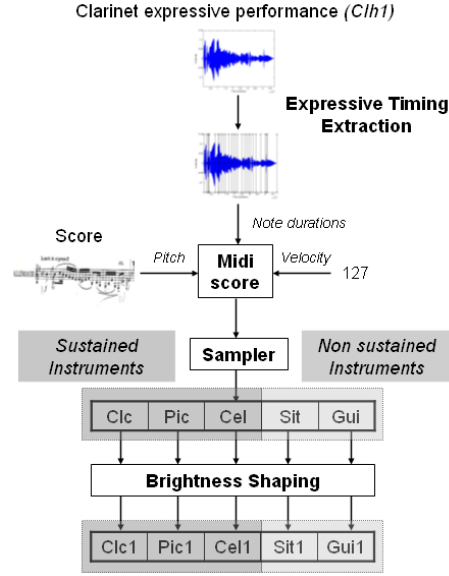 Clarinet expressive performance (Clh1)
Expressive Timing
Extraction
Note durations
Score
Pitch
Midi
score
Velocity
127
Sustained
Instruments
Sampler
Non sustained
Instruments
Clc Pic Cel Sit Gui
Brightness Shaping
Clc1 Pic1 Cel1 Sit1 Gui1